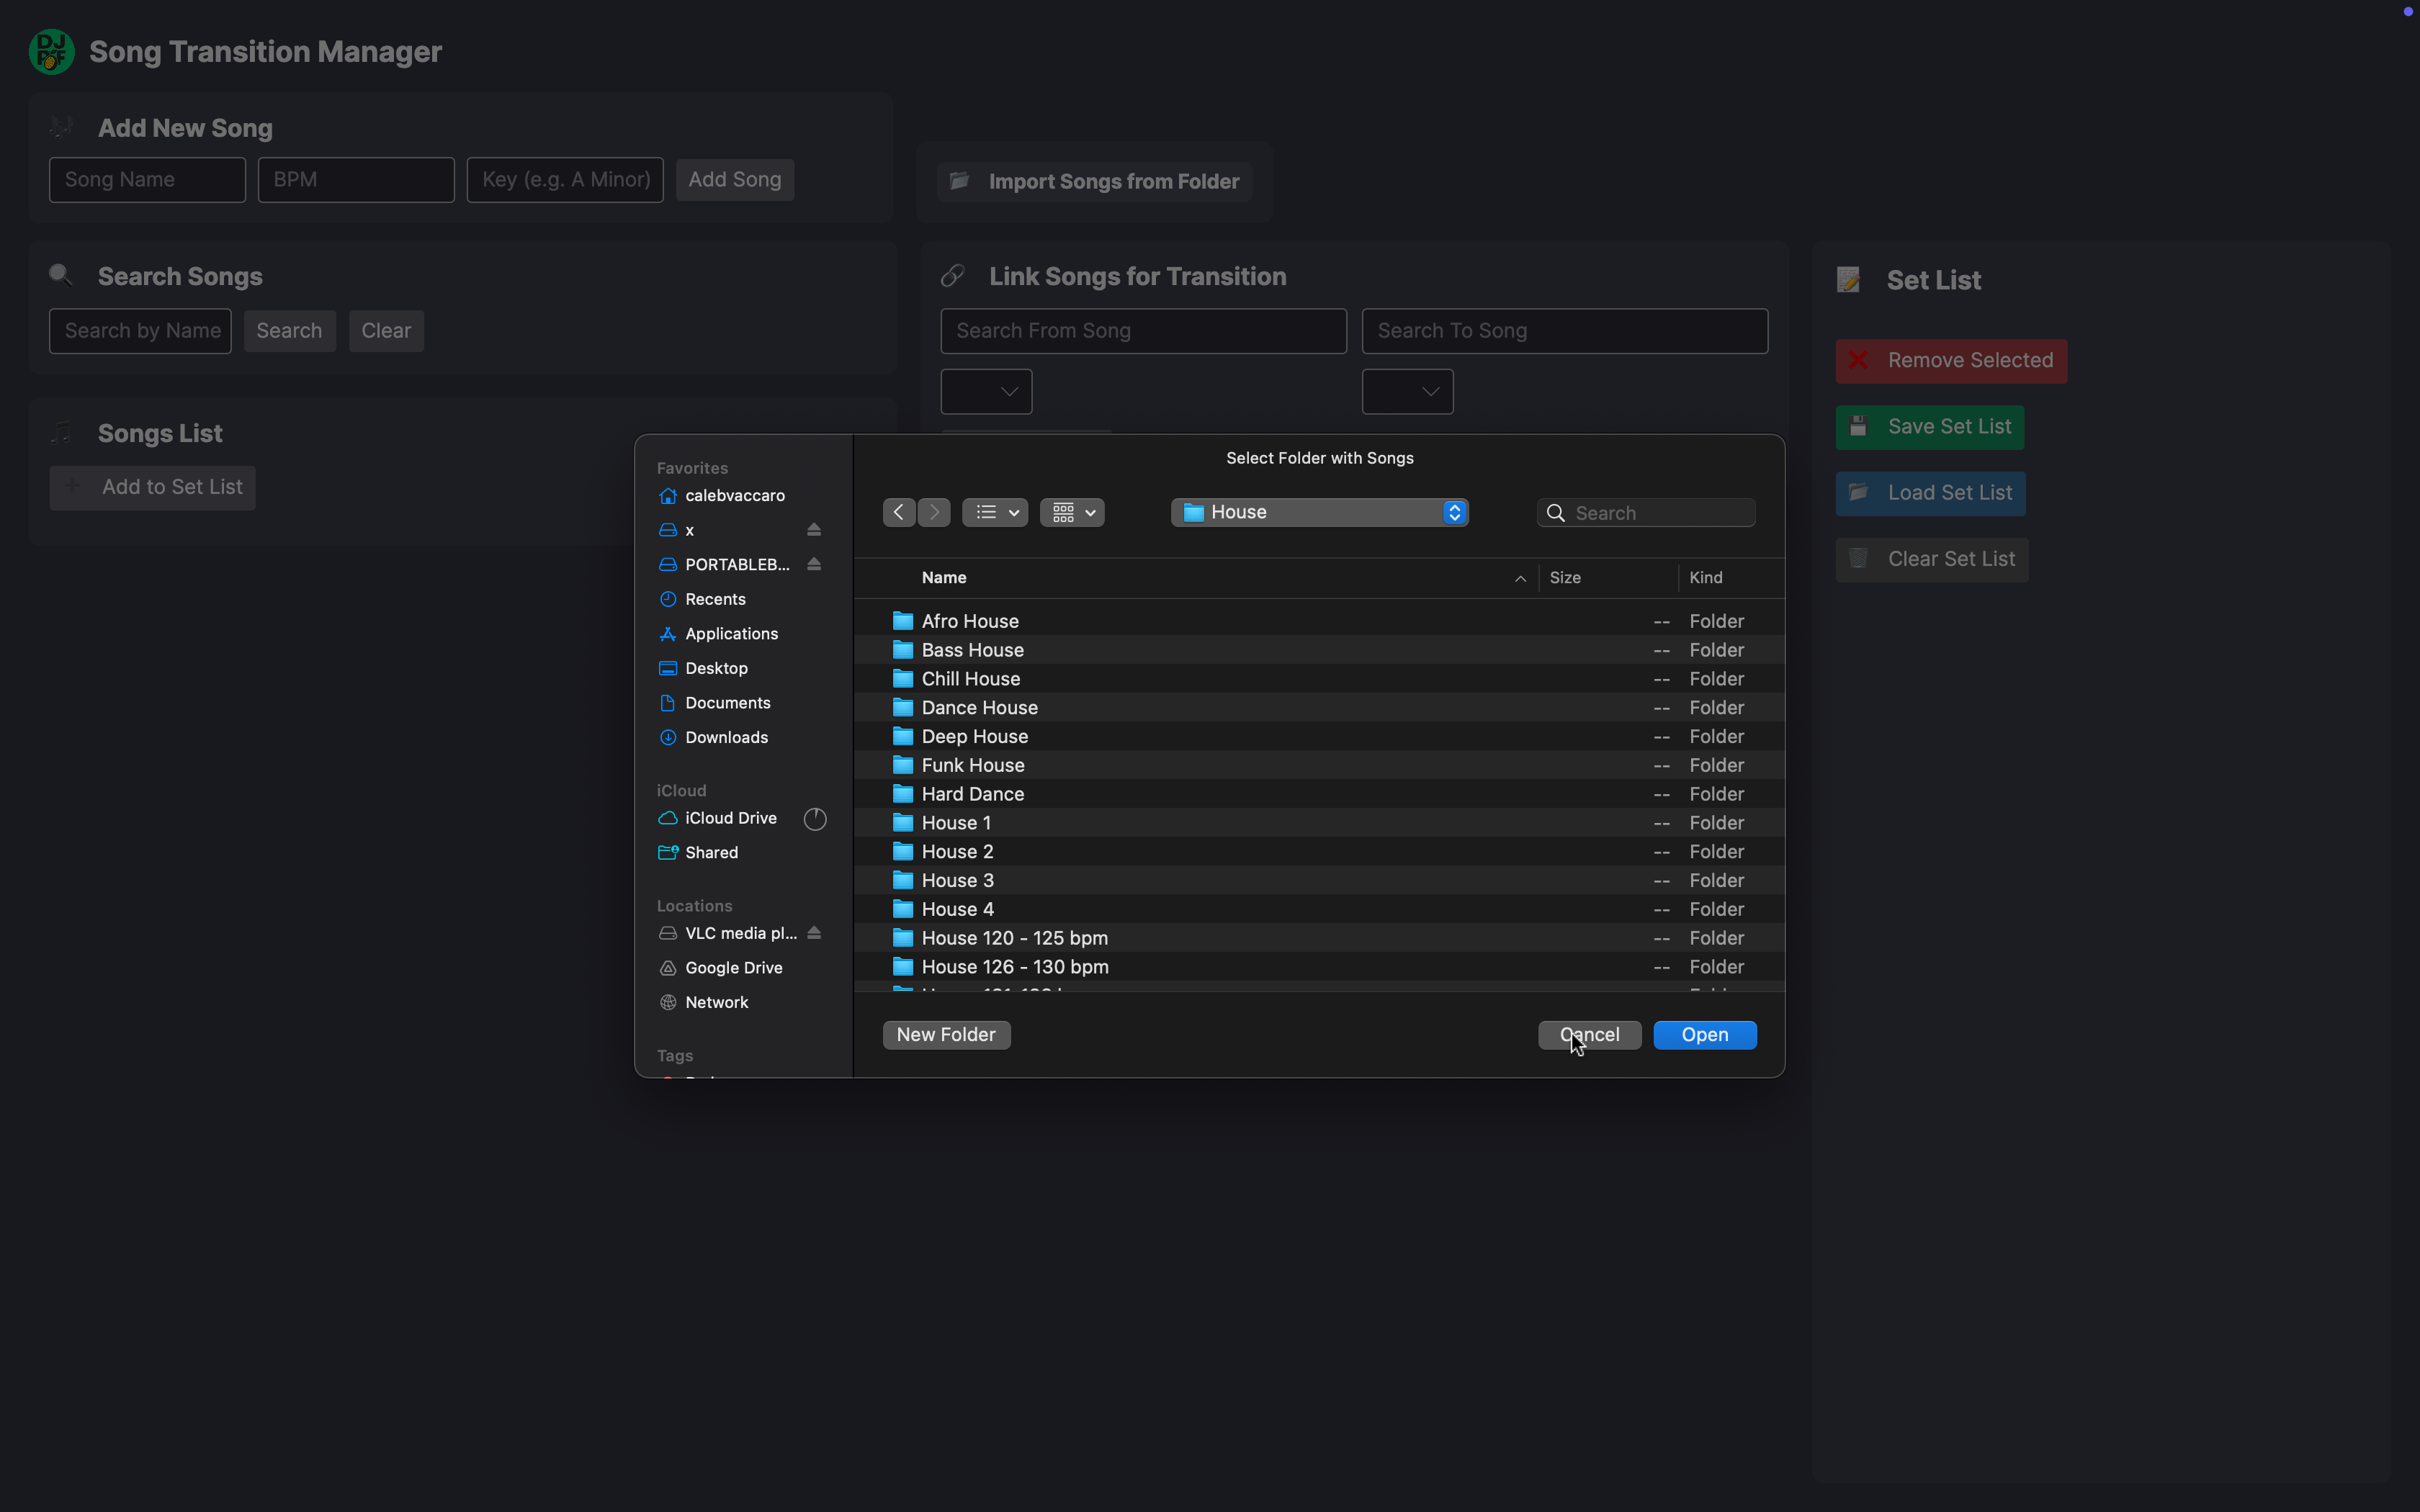 DJ
Song Transition Manager
Add New Song
Song Name
BPM
Key (e.g. A Minor)
Add Song
Import Songs from Folder
Search Songs
Search by Name
Search
Clear
Link Songs for Transition
Search From Song
Search To Song
Set List
Remove Selected
Save Set List
Load Set List
Clear Set List
Songs List
Add to Set List
Select Folder with Songs
Favorites
calebvaccaro
x
PORTABLEB...
Recents
Applications
Desktop
Documents
Downloads
iCloud
iCloud Drive
Shared
Locations
VLC media pl...
Google Drive
Network
Tags
House
Search
Name Size Kind
Afro House -- Folder
Bass House -- Folder
Chill House -- Folder
Dance House -- Folder
Deep House -- Folder
Funk House -- Folder
Hard Dance -- Folder
House 1 -- Folder
House 2 -- Folder
House 3 -- Folder
House 4 -- Folder
House 120 - 125 bpm -- Folder
House 126 - 130 bpm -- Folder
New Folder
Cancel
Open